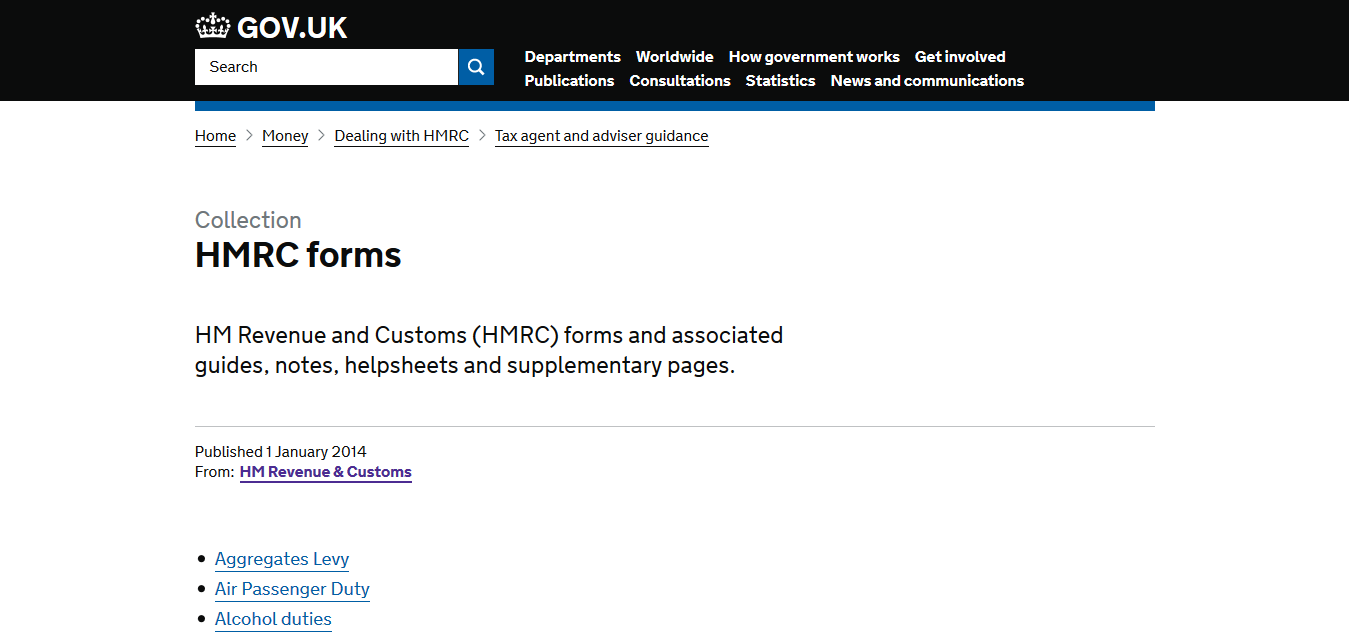 GOV.UK
Search
Departments Worldwide How government works Get involved
Publications Consultations Statistics News and communications
Home Money Dealing with HMRC Tax agent and adviser guidance
Collection
HMRC forms
HM Revenue and Customs (HMRC) forms and associated
guides, notes, helpsheets and supplementary pages.
Published 1 January 2014
From: HM Revenue & Customs
Aggregates Levy
Air Passenger Duty
Alcohol duties